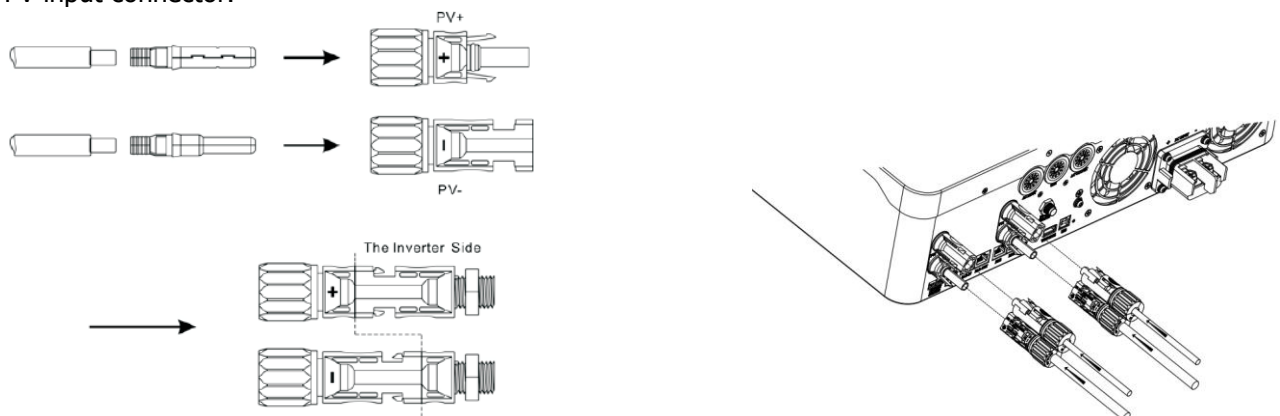 PV input connector.
PV+
+
-
PV-
The Inverter Side
+
-